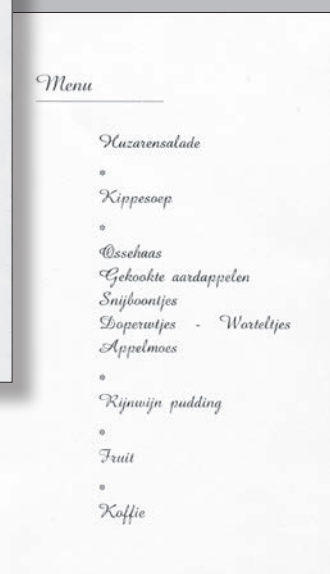 Menu
Huzarensalade
*
Kippesoep
*
Ossehaas
Gekookte aardappelen
Snijboontjes
Doperwtjes - Worteltjes
Appelmoes
*
Rijnwijn pudding
*
Fruit
*
Koffie